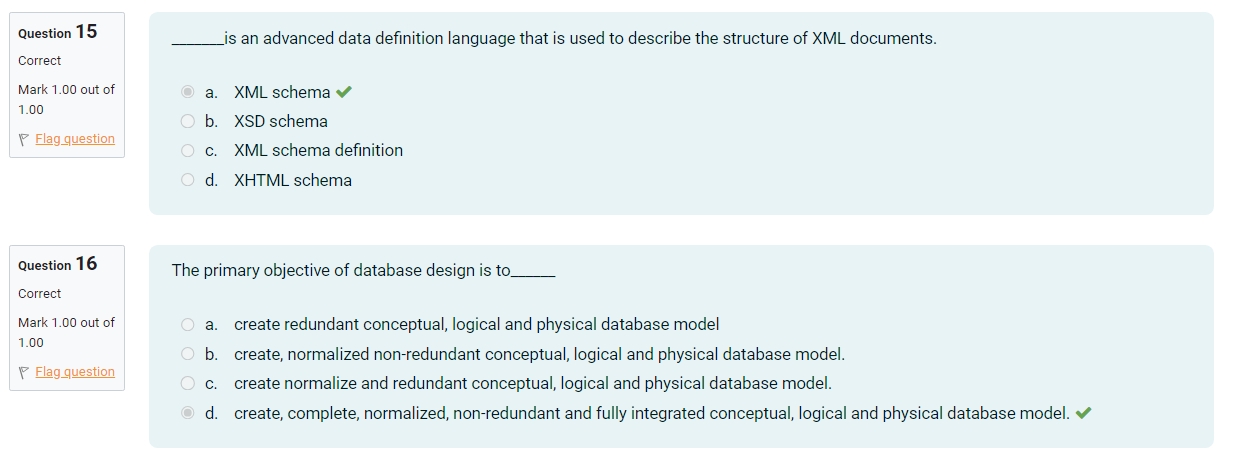 Question 15
Correct
Mark 1.00 out of
1.00
Flag question
_______is an advanced data definition language that is used to describe the structure of XML documents.
a. XML schema
b. XSD schema
c. XML schema definition
d. XHTML schema
Question 16
Correct
Mark 1.00 out of
1.00
Flag question
The primary objective of database design is to______
a. create redundant conceptual, logical and physical database model
b. create, normalized non-redundant conceptual, logical and physical database model.
c. create normalize and redundant conceptual, logical and physical database model.
d. create, complete, normalized, non-redundant and fully integrated conceptual, logical and physical database model.